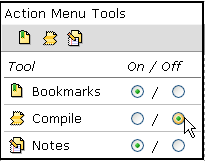 Action Menu Tools
Tool On / Off
Bookmarks /
Compile /
Notes /